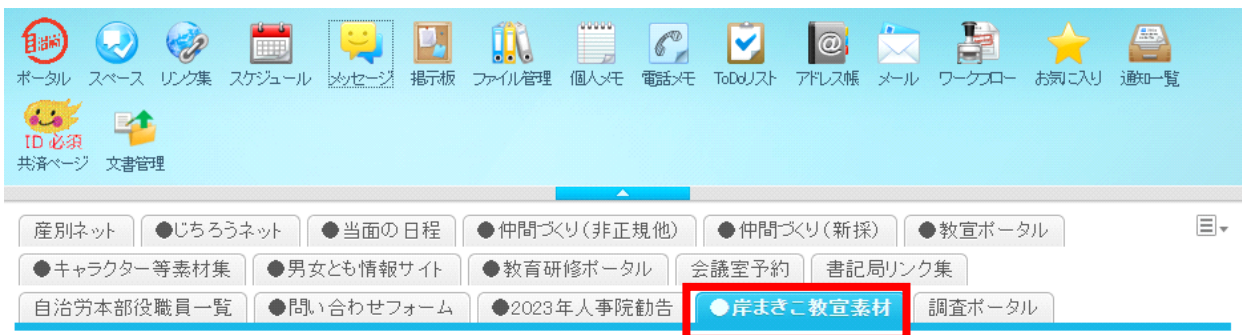 自治労
ポータル スペース リンク集 スケジュール メッセージ 掲示板 ファイル管理 個人メモ 電話メモ ToDoリスト アドレス帳 メール ワークフロー お気に入り 通知一覧
ID 必須
共済ページ 文書管理
産別ネット ●じちろうネット ●当面の日程 ●仲間づくり(非正規他) ●仲間づくり(新採) ●教宣ポータル
●キャラクター等素材集 ●男女とも情報サイト ●教育研修ポータル 会議室予約 書記局リンク集
自治労本部役職員一覧 ●問い合わせフォーム ●2023年人事院勧告 ●岸まきこ教宣素材 調査ポータル